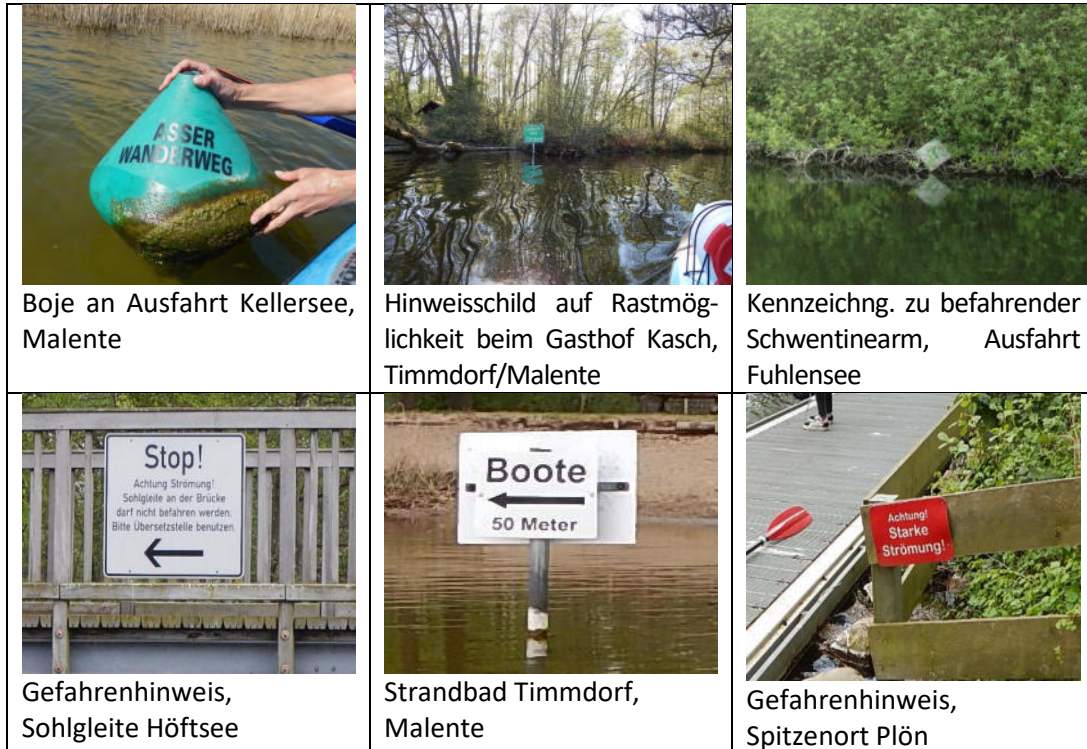 ASSER
WANDERWEG
Boje an Ausfahrt Kellersee,
Malente
Hinweisschild auf Rastmög-
lichkeit beim Gasthof Kasch,
Timmdorf/Malente
Kennzeichng. zu befahrender
Schwentinearm, Ausfahrt
Fuhlensee
Stop!
Achtung Strömung!
Sohlgleite an der Brücke
darf nicht befahren werden.
Bitte Übersetzstelle benutzen.
Gefahrenhinweis,
Sohlgleite Höftsee
Boote
50 Meter
Strandbad Timmdorf,
Malente
Achtung!
Starke
Strömung!
Gefahrenhinweis,
Spitzenort Plön